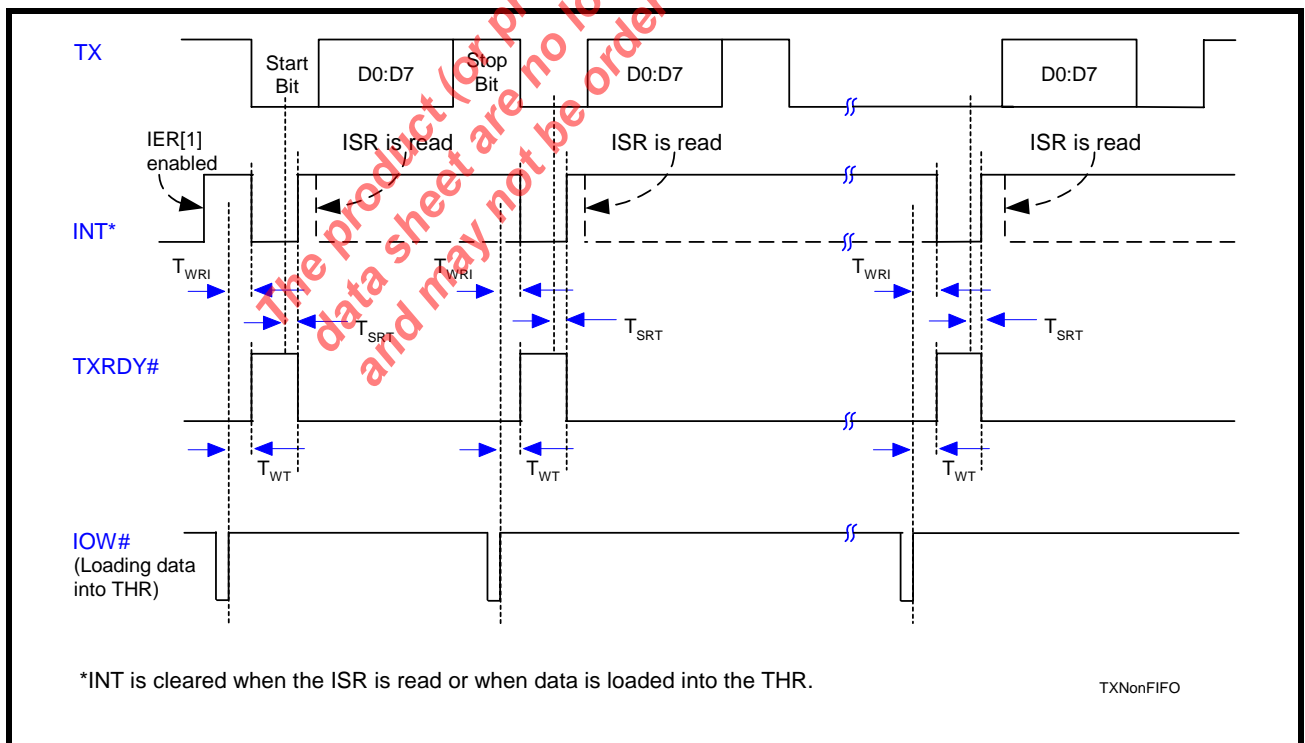 TX
Start
Bit
D0:D7
Stop
Bit
D0:D7
D0:D7
IER[1]
enabled
ISR is read
ISR is read
ISR is read
INT*
TWRI
TWRI
TWRI
TSRT
TSRT
TSRT
TXRDY#
TWT
TWT
TWT
IOW#
(Loading data
into THR)
*INT is cleared when the ISR is read or when data is loaded into the THR.
TXNonFIFO
The product (or pr
data sheet are no lo
and may not be order